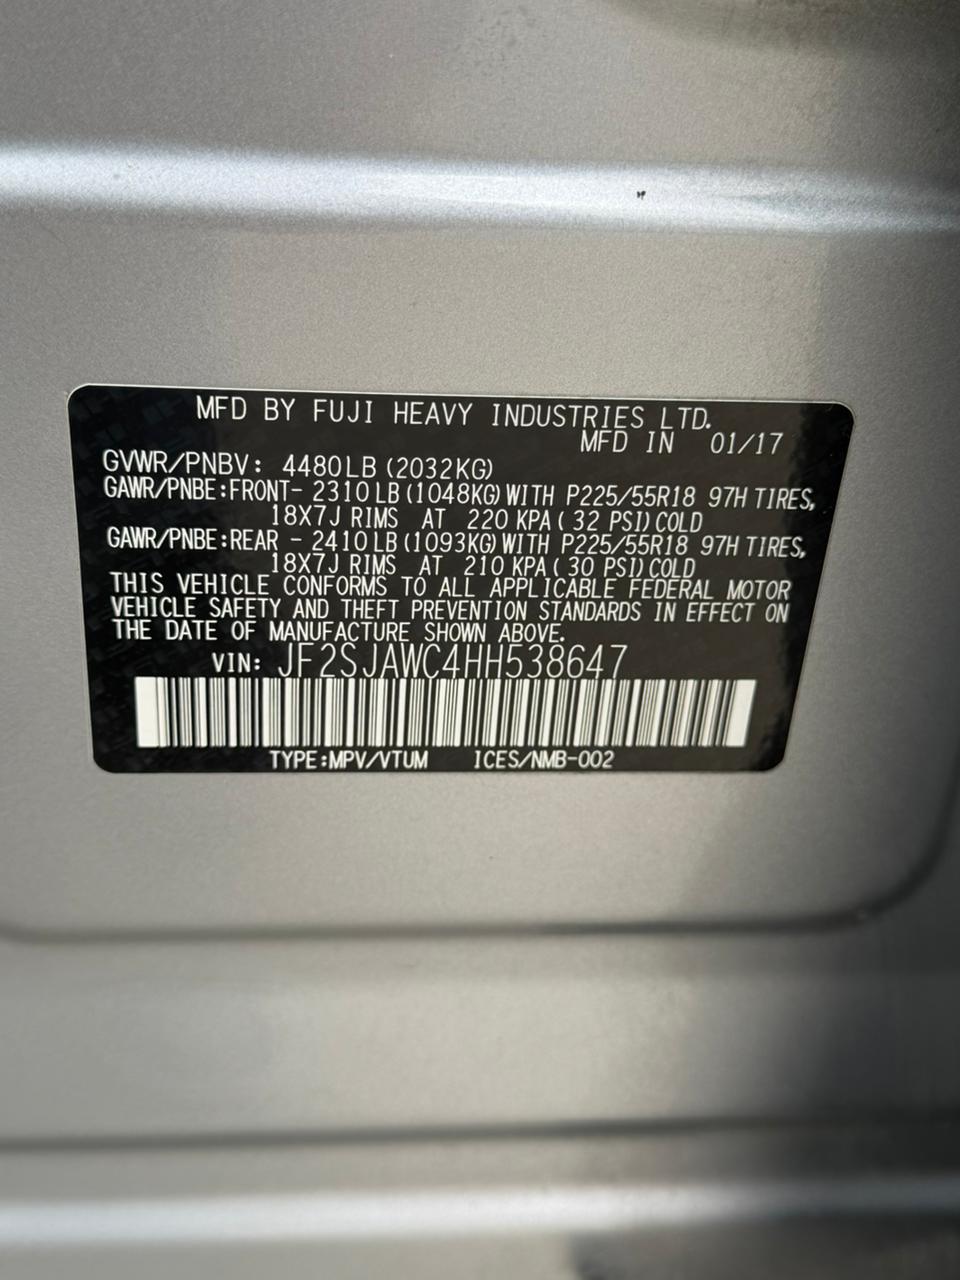 MFD BY FUJI HEAVY INDUSTRIES LTD.
MFD IN 01/17
GVWR/PNBV: 4480LB (2032KG)
GAWR/PNBE:FRONT- 2310LB (1048KG) WITH P225/55R18 97H TIRES,
18X7J RIMS AT 220 KPA ( 32 PSI) COLD
GAWR/PNBE:REAR - 2410LB (1093KG) WITH P225/55R18 97H TIRES,
18X7J RIMS AT 210 KPA ( 30 PSI) COLD
THIS VEHICLE CONFORMS TO ALL APPLICABLE FEDERAL MOTOR
VEHICLE SAFETY AND THEFT PREVENTION STANDARDS IN EFFECT ON
THE DATE OF MANUFACTURE SHOWN ABOVE.
VIN: JF2SJAWC4HH538647
TYPE:MPV/VTUM ICES/NMB-002